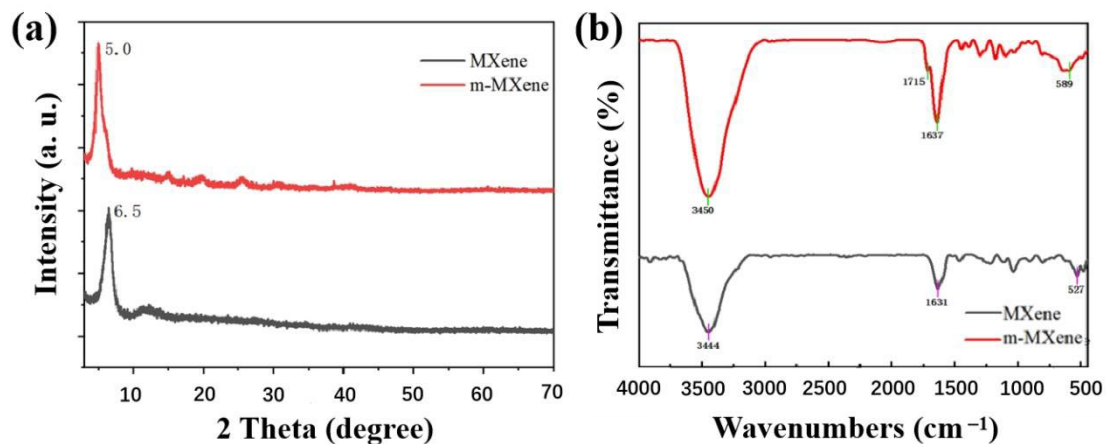 (a)
5.0
MXene
m-MXene
6.5
Intensity (a. u.)
10 20 30 40 50 60 70
2 Theta (degree)
(b)
1715
1637
589
3450
1631
527
3444
MXene
m-MXene
Transmittance (%)
4000 3500 3000 2500 2000 1500 1000 500
Wavenumbers (cm⁻¹)